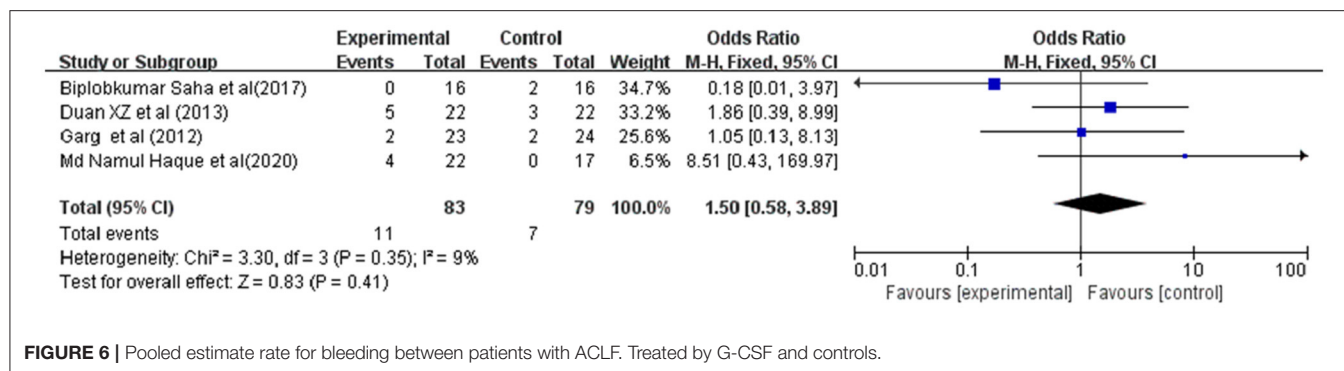 Experimental Control Odds Ratio Odds Ratio
Study or Subgroup Events Total Events Total Weight M-H, Fixed, 95% CI M-H, Fixed, 95% CI
Biplobkumar Saha et al(2017) 0 16 2 16 34.7% 0.18 [0.01, 3.97]
Duan XZ et al (2013) 5 22 3 22 33.2% 1.86 [0.39, 8.99]
Garg et al (2012) 2 23 2 24 25.6% 1.05 [0.13, 8.13]
Md Namul Haque et al(2020) 4 22 0 17 6.5% 8.51 [0.43, 169.97]
Total (95% CI) 83 79 100.0% 1.50 [0.58, 3.89]
Total events 11 7
Heterogeneity: Chi² = 3.30, df = 3 (P = 0.35); I² = 9%
Test for overall effect: Z = 0.83 (P = 0.41)
0.01 0.1 1 10 100
Favours [experimental] Favours [control]
FIGURE 6 | Pooled estimate rate for bleeding between patients with ACLF. Treated by G-CSF and controls.